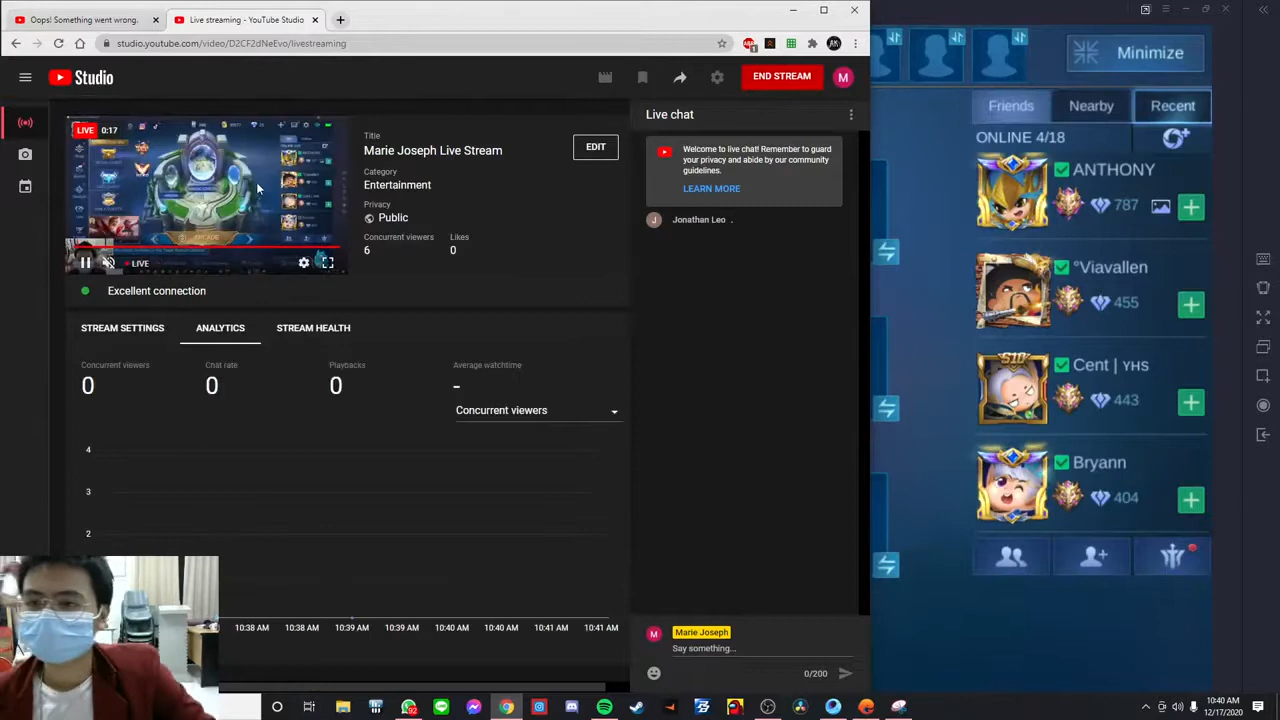 Oops! Something went wrong.
Live streaming - YouTube Studio
studio.youtube.com/video/D2CF2dNeEvo/livestreaming
Studio
END STREAM
M
LIVE 0:17
LIVE
Title
Marie Joseph Live Stream
EDIT
Category
Entertainment
Privacy
Public
Concurrent viewers
Likes
6
0
Excellent connection
STREAM SETTINGS
ANALYTICS
STREAM HEALTH
Concurrent viewers
Chat rate
Playbacks
Average watchtime
0
0
0
-
Concurrent viewers
4
3
2
10:38 AM
10:38 AM
10:39 AM
10:39 AM
10:40 AM
10:40 AM
10:41 AM
10:41 AM
Live chat
Welcome to live chat! Remember to guard
your privacy and abide by our community
guidelines.
LEARN MORE
J
Jonathan Leo .
M
Marie Joseph
Say something...
0/200
Minimize
Friends
Nearby
Recent
ONLINE 4/18
ANTHONY
787
°Viavallen
455
Cent | YHS
443
S10
Bryann
404
92
10:40 AM
12/17/2020